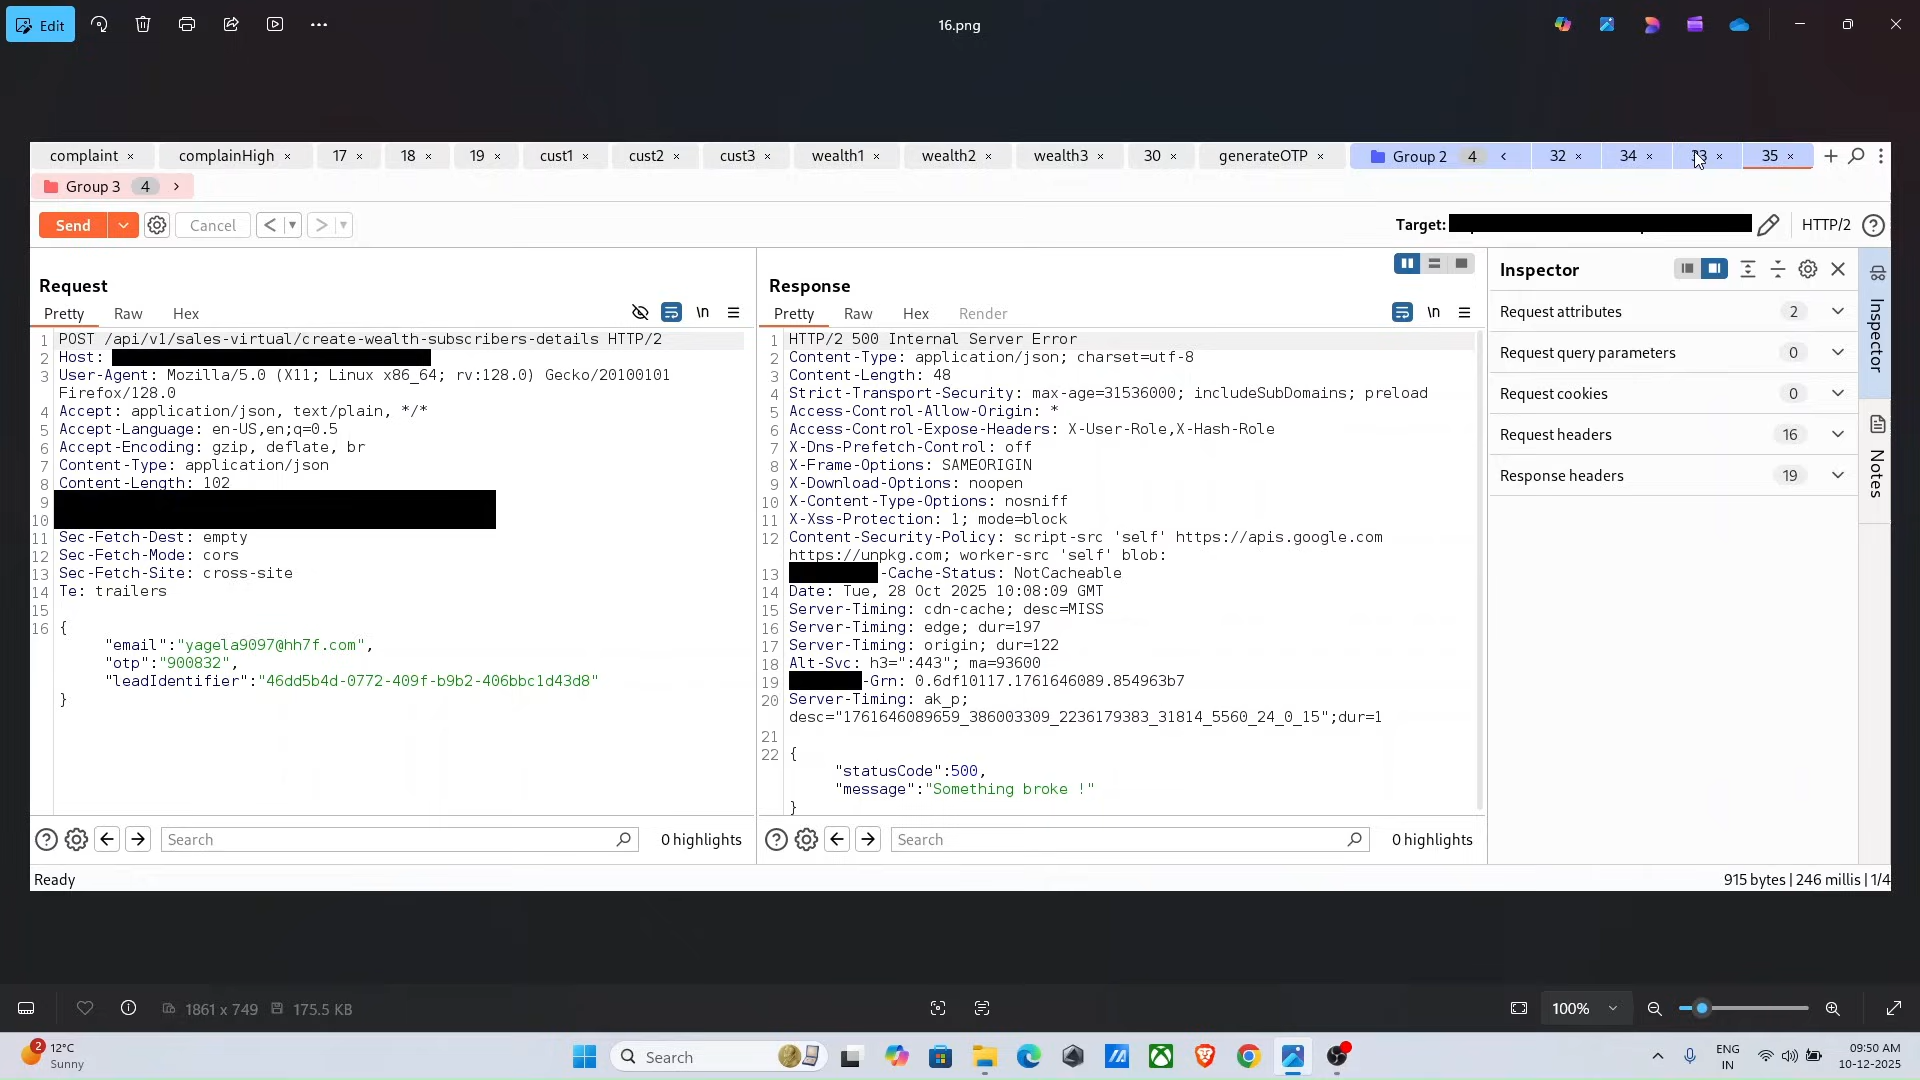 Edit
16.png
complaint
complainHigh
17
18
19
cust1
cust2
cust3
wealth1
wealth2
wealth3
30
generateOTP
Group 2
4
32
34
35
Group 3
4
Send
Cancel
Target:
HTTP/2
Request
Pretty
Raw
Hex
\n
1 POST /api/v1/sales-virtual/create-wealth-subscribers-details HTTP/2
2 Host:
3 User-Agent: Mozilla/5.0 (X11; Linux x86_64; rv:128.0) Gecko/20100101
Firefox/128.0
4 Accept: application/json, text/plain, */*
5 Accept-Language: en-US,en;q=0.5
6 Accept-Encoding: gzip, deflate, br
7 Content-Type: application/json
8 Content-Length: 102
9
10
11 Sec-Fetch-Dest: empty
12 Sec-Fetch-Mode: cors
13 Sec-Fetch-Site: cross-site
14 Te: trailers
15
16 {
"email":"yagela9097@hh7f.com",
"otp":"900832",
"leadIdentifier":"46dd5b4d-0772-409f-b9b2-406bbc1d43d8"
}
Search
0 highlights
Response
Pretty
Raw
Hex
Render
\n
1 HTTP/2 500 Internal Server Error
2 Content-Type: application/json; charset=utf-8
3 Content-Length: 48
4 Strict-Transport-Security: max-age=31536000; includeSubDomains; preload
5 Access-Control-Allow-Origin: *
6 Access-Control-Expose-Headers: X-User-Role,X-Hash-Role
7 X-Dns-Prefetch-Control: off
8 X-Frame-Options: SAMEORIGIN
9 X-Download-Options: noopen
10 X-Content-Type-Options: nosniff
11 X-Xss-Protection: 1; mode=block
12 Content-Security-Policy: script-src 'self' https://apis.google.com
https://unpkg.com; worker-src 'self' blob:
13 -Cache-Status: NotCacheable
14 Date: Tue, 28 Oct 2025 10:08:09 GMT
15 Server-Timing: cdn-cache; desc=MISS
16 Server-Timing: edge; dur=197
17 Server-Timing: origin; dur=122
18 Alt-Svc: h3=":443"; ma=93600
19 -Grn: 0.6df10117.1761646089.854963b7
20 Server-Timing: ak_p;
desc="1761646089659_386003309_2236179383_31814_5560_24_0_15";dur=1
21
22 {
"statusCode":500,
"message":"Something broke !"
}
Search
0 highlights
Inspector
Request attributes 2
Request query parameters 0
Request cookies 0
Request headers 16
Response headers 19
Inspector
Notes
Ready
915 bytes | 246 millis | 1/4
1861 x 749
175.5 KB
100%
2
12°C
Sunny
Search
ENG
IN
09:50 AM
10-12-2025